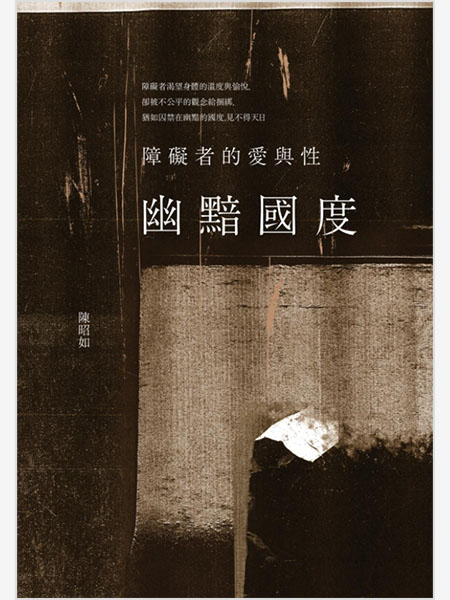 障礙者渴望身體的溫度與愉悅,
卻被不公平的觀念給捆綁,
猶如囚禁在幽黯的國度,見不得天日
障礙者的愛與性
幽黯國度
陳昭如